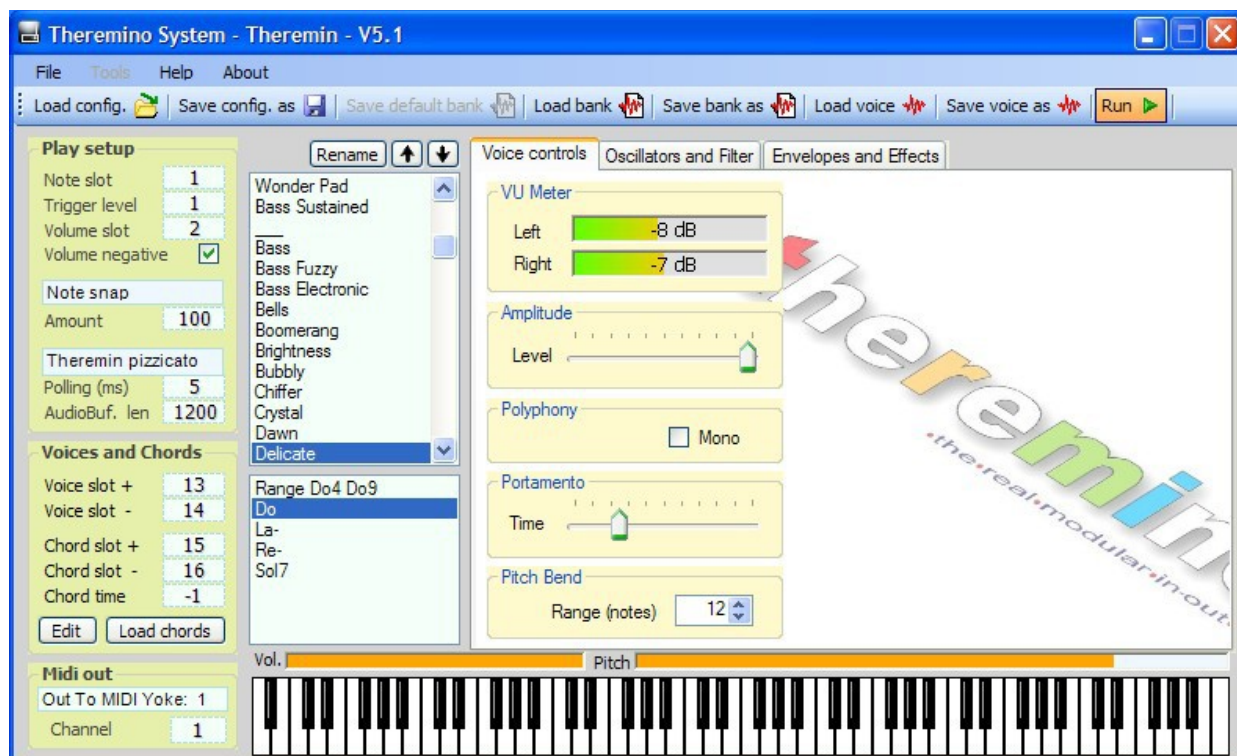 Theremino System - Theremin - V5.1
File Tools Help About
Load config. Save config. as Save default bank Load bank Save bank as Load voice Save voice as Run
Play setup
Note slot 1
Trigger level 1
Volume slot 2
Volume negative
Note snap
Amount 100
Theremin pizzicato
Polling (ms) 5
AudioBuf. len 1200
Voices and Chords
Voice slot + 13
Voice slot - 14
Chord slot + 15
Chord slot - 16
Chord time -1
Edit Load chords
Midi out
Out To MIDI Yoke: 1
Channel 1
Rename
Wonder Pad
Bass Sustained
___
Bass
Bass Fuzzy
Bass Electronic
Bells
Boomerang
Brightness
Bubbly
Chiffer
Crystal
Dawn
Delicate
Range Do4 Do9
Do
La-
Re-
Sol7
Voice controls Oscillators and Filter Envelopes and Effects
VU Meter
Left -8 dB
Right -7 dB
Amplitude
Level
Polyphony
Mono
Portamento
Time
Pitch Bend
Range (notes) 12
theremin
the•real•modular•in•out
Vol. Pitch